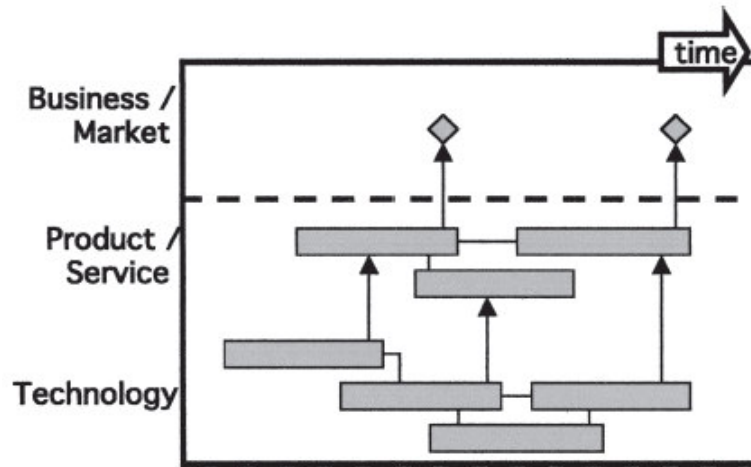 time
Business /
Market
Product /
Service
Technology